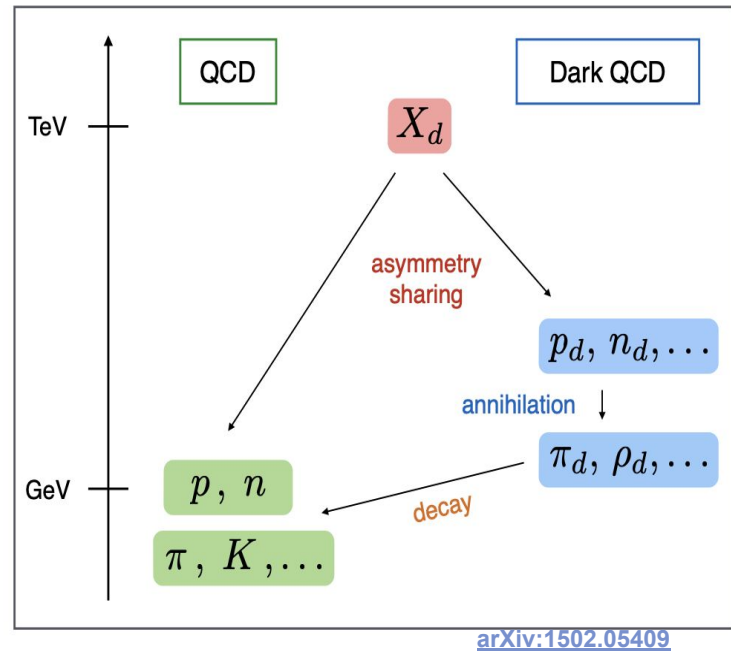 QCD
Dark QCD
TeV
X_d
asymmetry
sharing
p_d, n_d, ...
annihilation
π_d, ρ_d, ...
GeV
p, n
decay
π, K, ...
arXiv:1502.05409